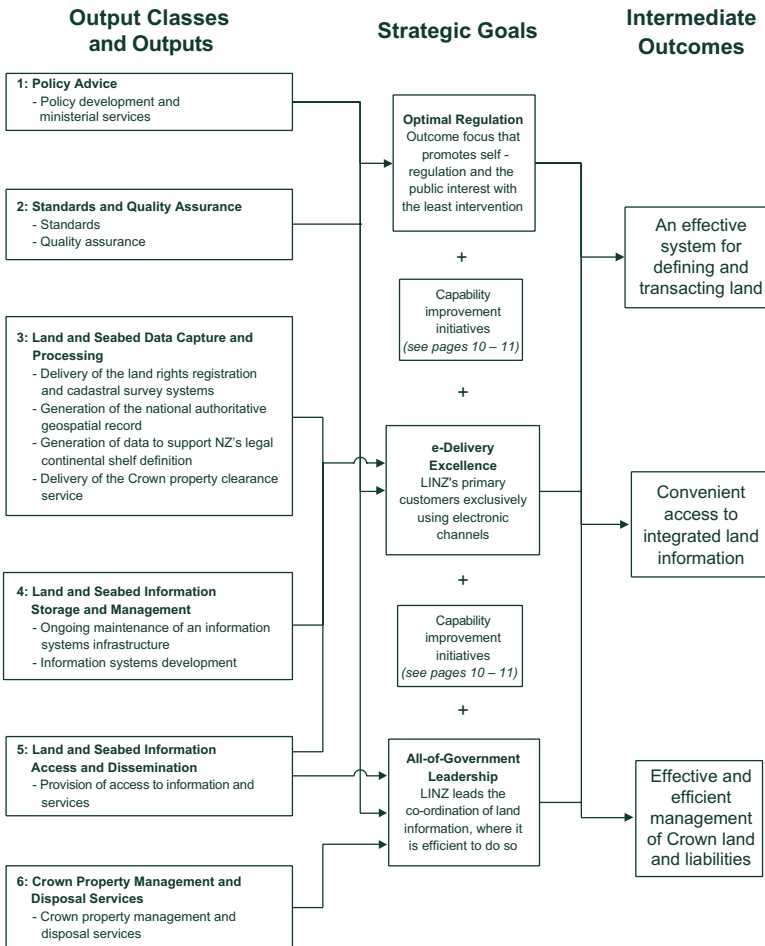 Output Classes
and Outputs
Strategic Goals
Intermediate
Outcomes
1: Policy Advice
- Policy development and
ministerial services
2: Standards and Quality Assurance
- Standards
- Quality assurance
3: Land and Seabed Data Capture and
Processing
- Delivery of the land rights registration
and cadastral survey systems
- Generation of the national authoritative
geospatial record
- Generation of data to support NZ's legal
continental shelf definition
- Delivery of the Crown property clearance
service
4: Land and Seabed Information
Storage and Management
- Ongoing maintenance of an information
systems infrastructure
- Information systems development
5: Land and Seabed Information
Access and Dissemination
- Provision of access to information and
services
6: Crown Property Management and
Disposal Services
- Crown property management and
disposal services
Optimal Regulation
Outcome focus that
promotes self -
regulation and the
public interest with
the least intervention
+
Capability
improvement
initiatives
(see pages 10 – 11)
+
e-Delivery
Excellence
LINZ's primary
customers exclusively
using electronic
channels
+
Capability
improvement
initiatives
(see pages 10 – 11)
+
All-of-Government
Leadership
LINZ leads the
co-ordination of land
information, where it
is efficient to do so
An effective
system for
defining and
transacting land
Convenient
access to
integrated land
information
Effective and
efficient
management
of Crown land
and liabilities